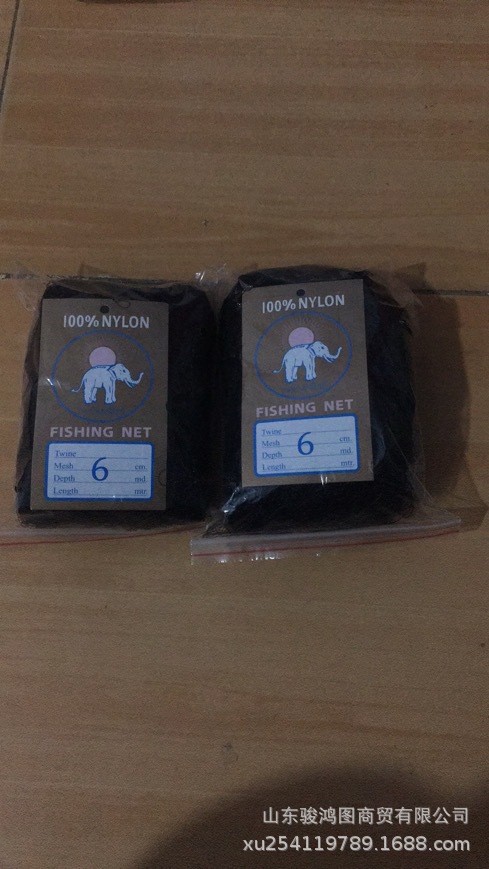 100% NYLON
FISHING NET
Twine
Mesh 6 cm.
Depth md.
Length mtr.
100% NYLON
FISHING NET
Twine
Mesh 6 cm.
Depth md.
Length mtr.
山东骏鸿图商贸有限公司
xu254119789.1688.com